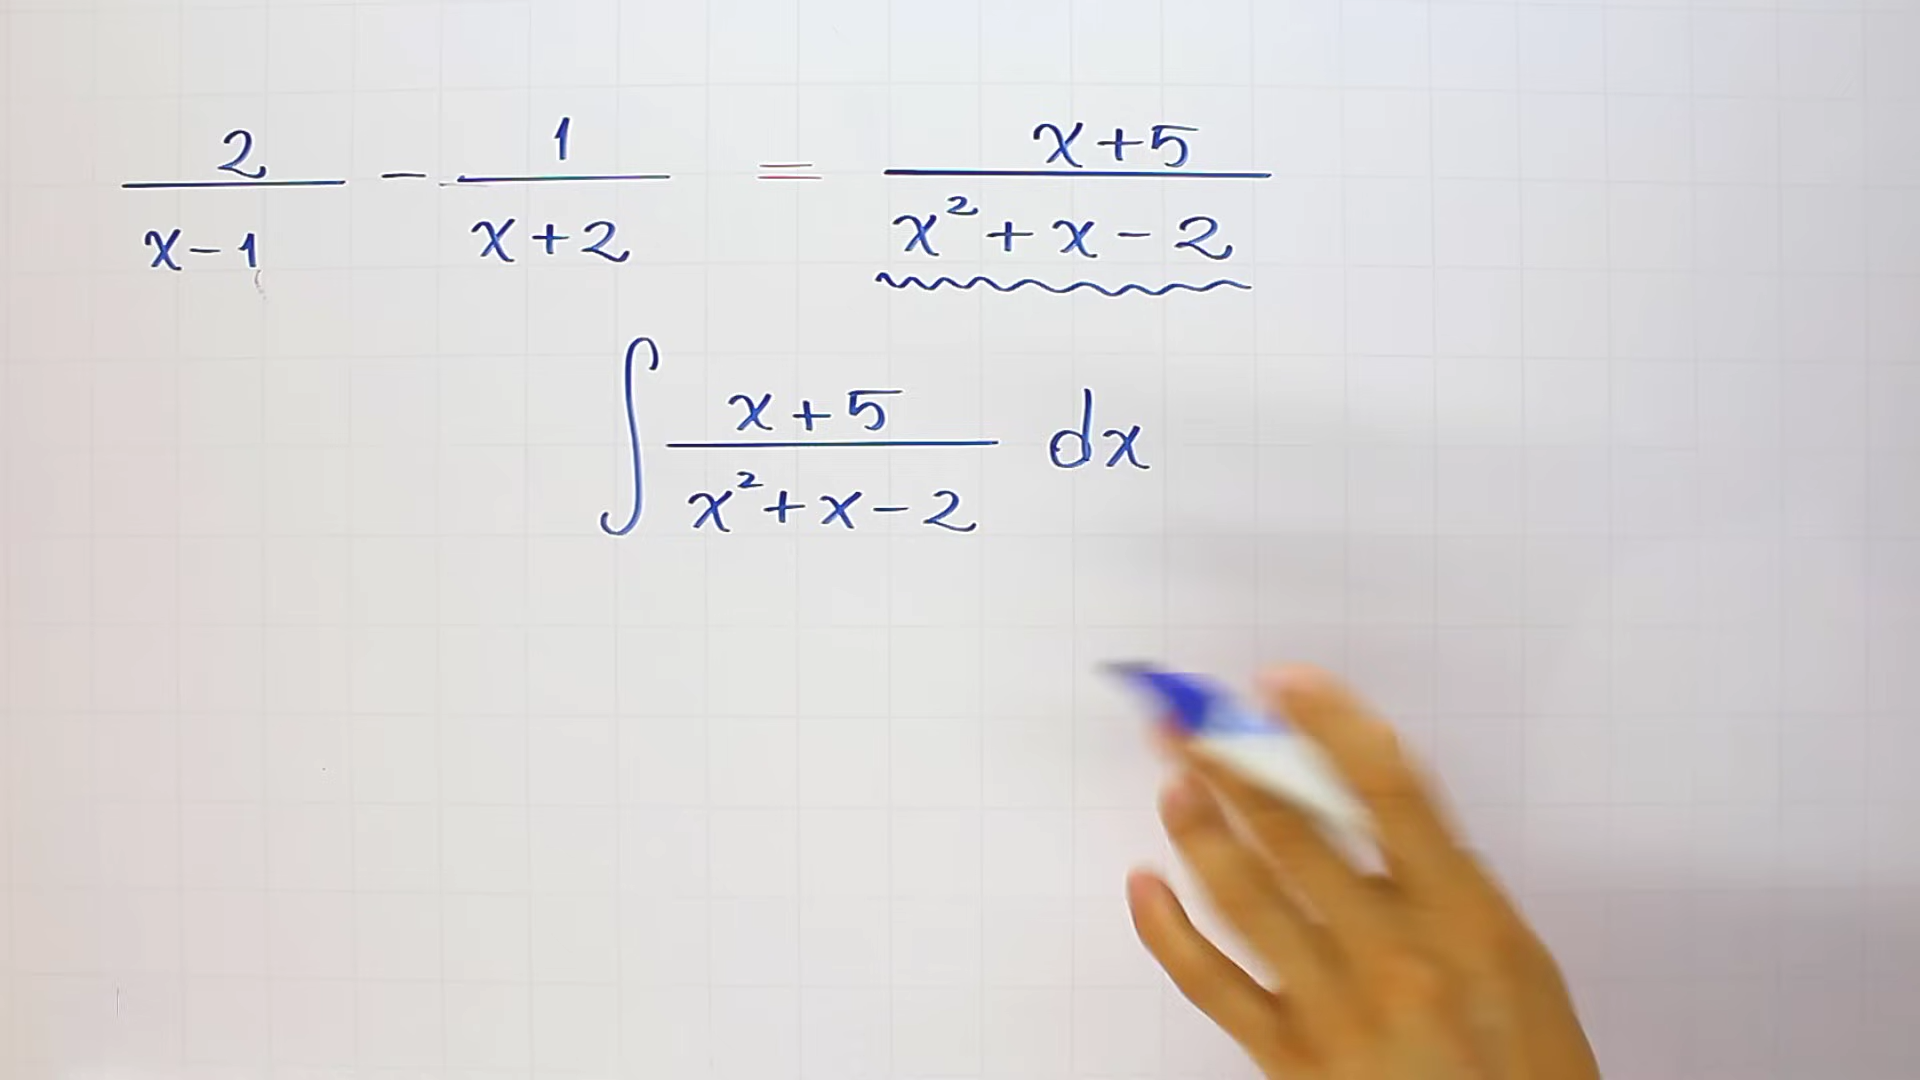 2/(x-1) - 1/(x+2) = (x+5)/(x²+x-2)
∫ (x+5)/(x²+x-2) dx